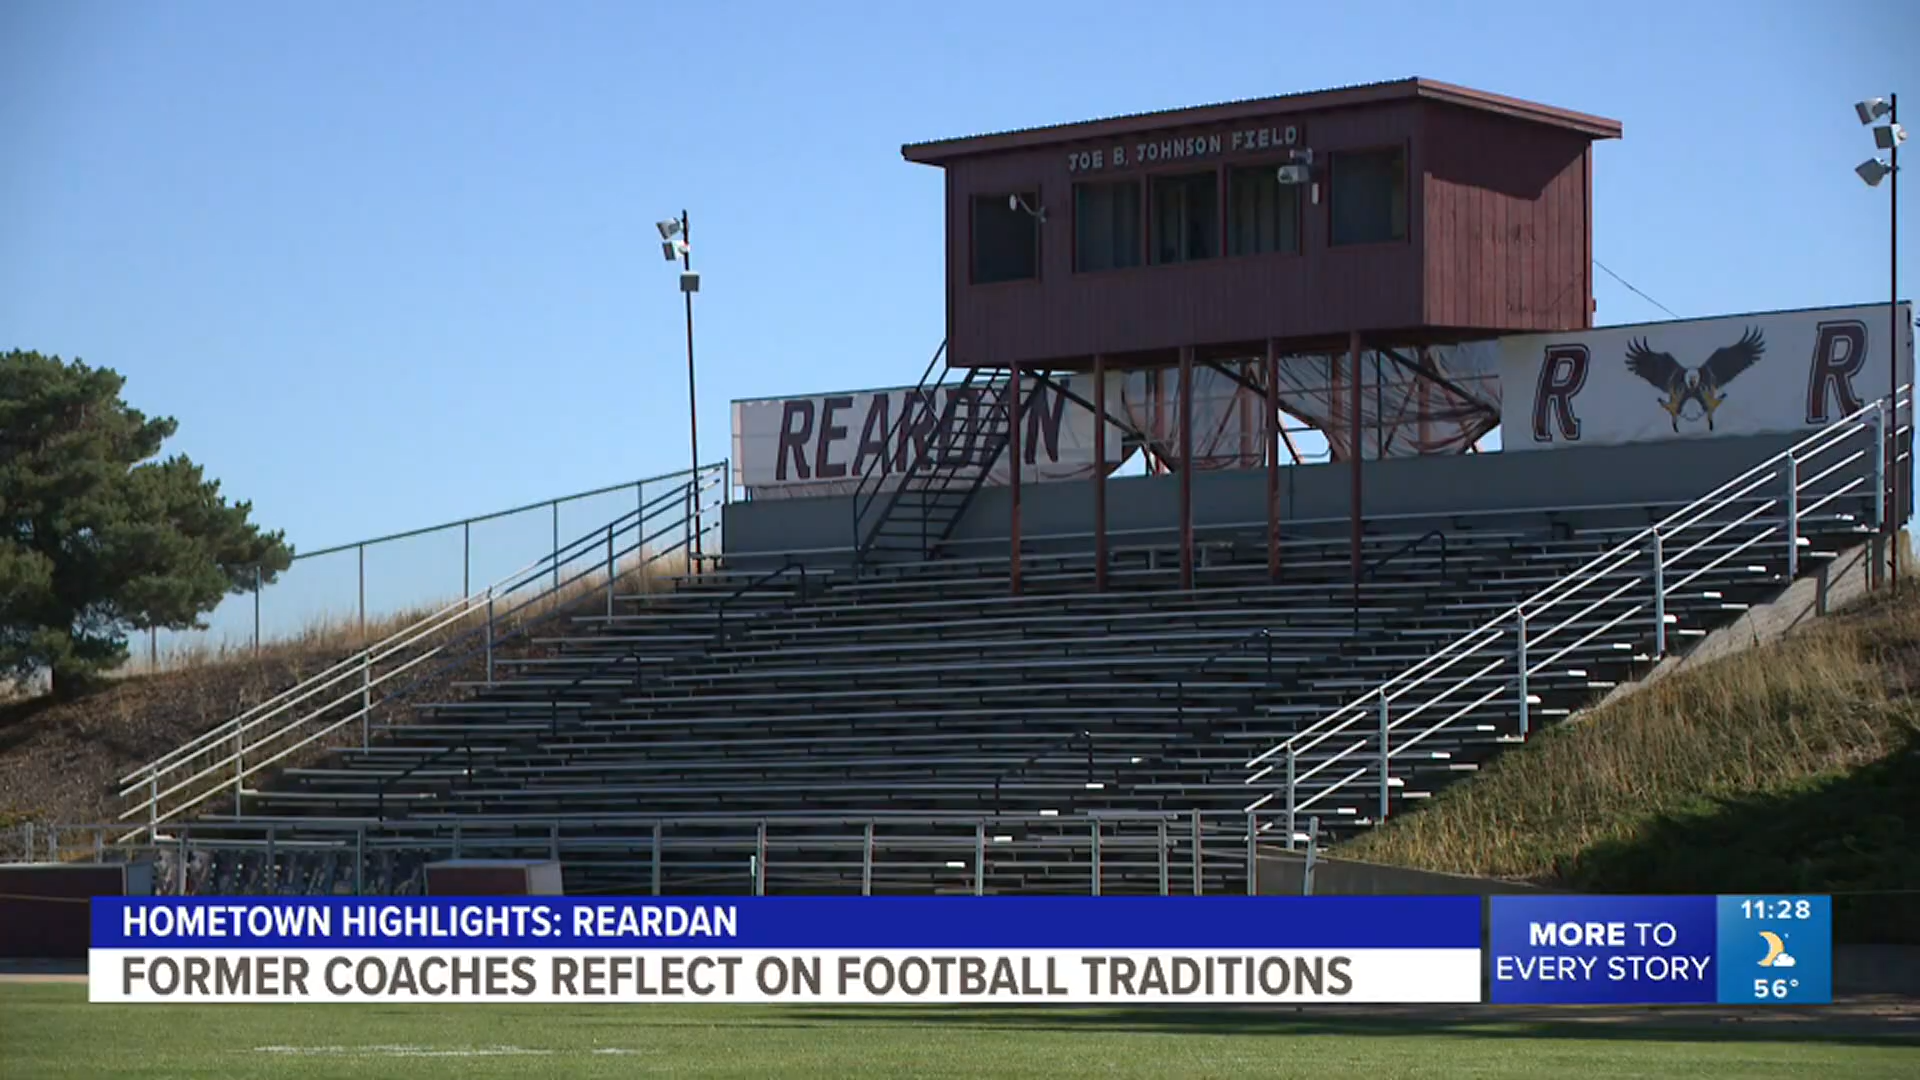 JOE B. JOHNSON FIELD
REARDAN
R R
HOMETOWN HIGHLIGHTS: REARDAN
FORMER COACHES REFLECT ON FOOTBALL TRADITIONS
MORE TO
EVERY STORY
11:28
56°